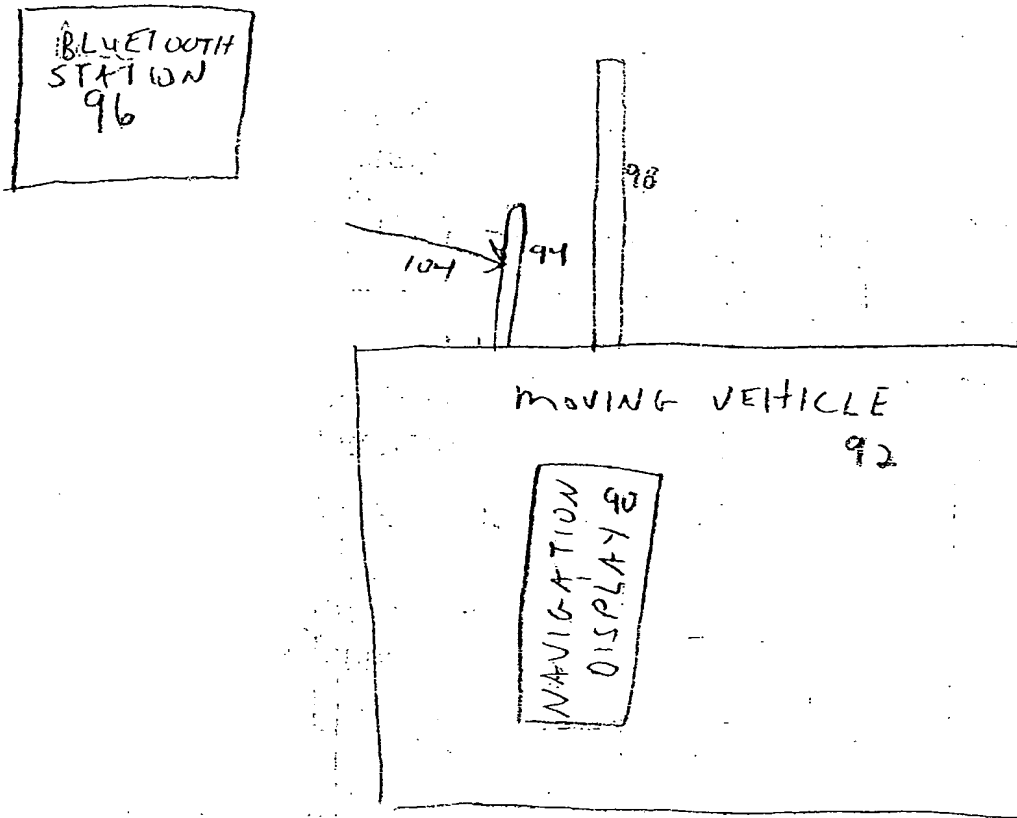 BLUETOOTH
STATION
96
98
94
104
MOVING VEHICLE
92
NAVIGATION
DISPLAY 90